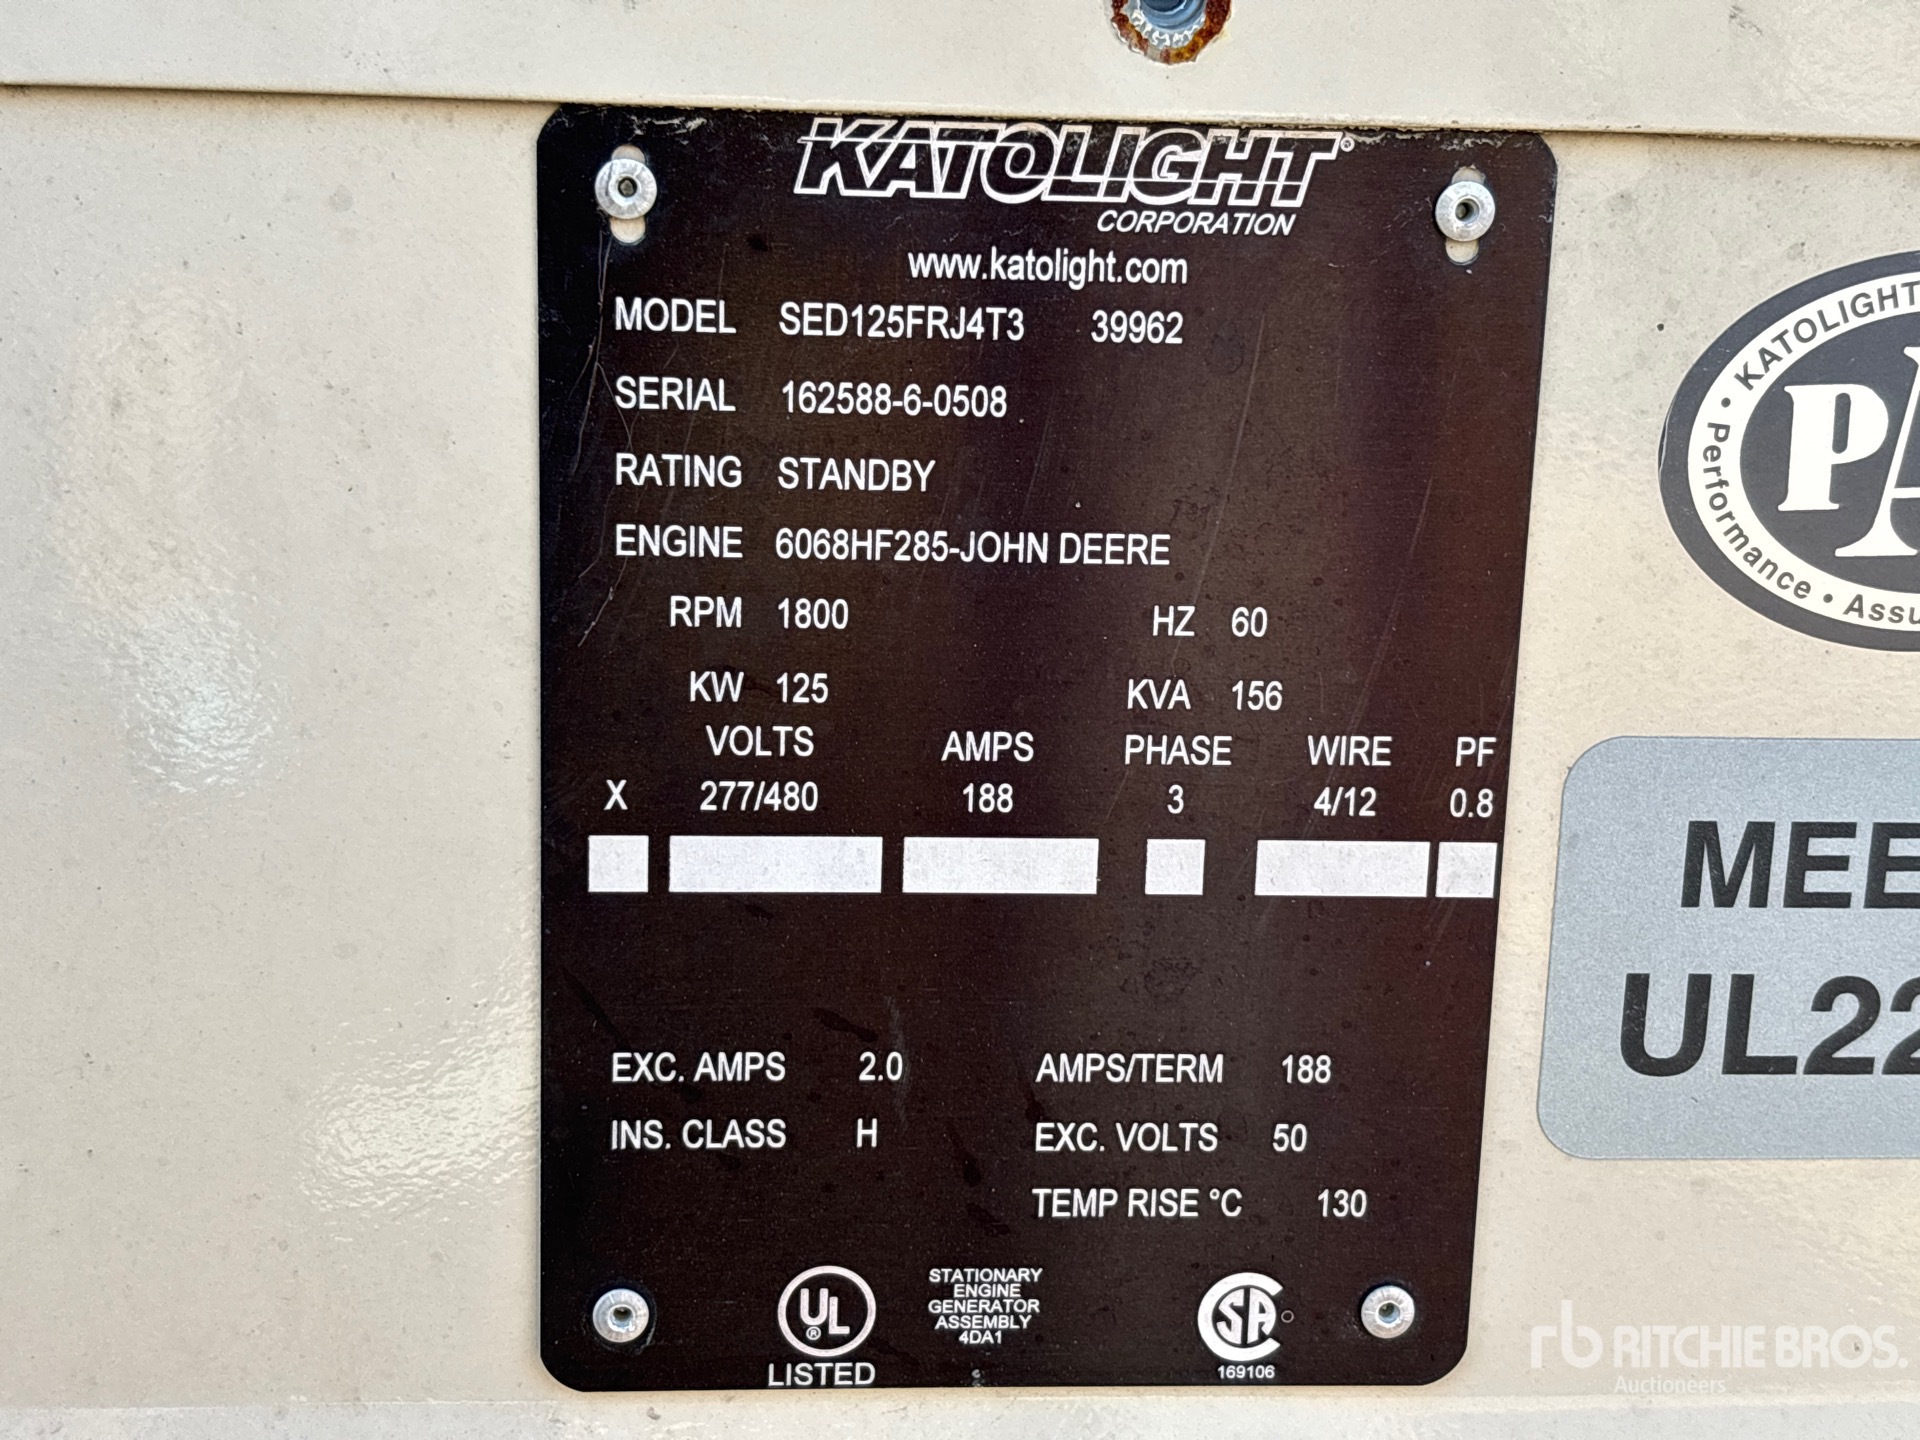 KATOLIGHT®
CORPORATION
www.katolight.com
MODEL SED125FRJ4T3 39962
SERIAL 162588-6-0508
RATING STANDBY
ENGINE 6068HF285-JOHN DEERE
RPM 1800 HZ 60
KW 125 KVA 156
VOLTS AMPS PHASE WIRE PF
X 277/480 188 3 4/12 0.8
EXC. AMPS 2.0 AMPS/TERM 188
INS. CLASS H EXC. VOLTS 50
TEMP RISE °C 130
UL®
LISTED
STATIONARY
ENGINE
GENERATOR
ASSEMBLY
4DA1
SA
169106
• KATOLIGHT
P
Performance • Assu
MEE
UL22
rb RITCHIE BROS.
Auctioneers